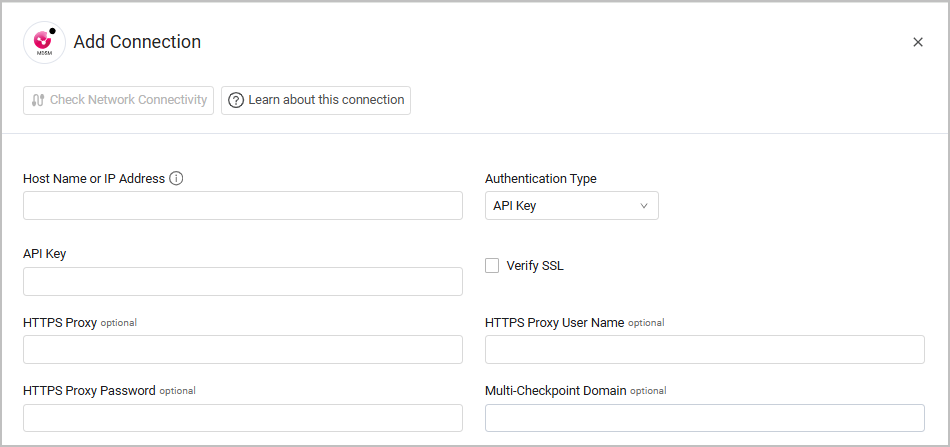 MDSM
Add Connection
Check Network Connectivity
Learn about this connection
Host Name or IP Address
Authentication Type
API Key
API Key
Verify SSL
HTTPS Proxy optional
HTTPS Proxy User Name optional
HTTPS Proxy Password optional
Multi-Checkpoint Domain optional